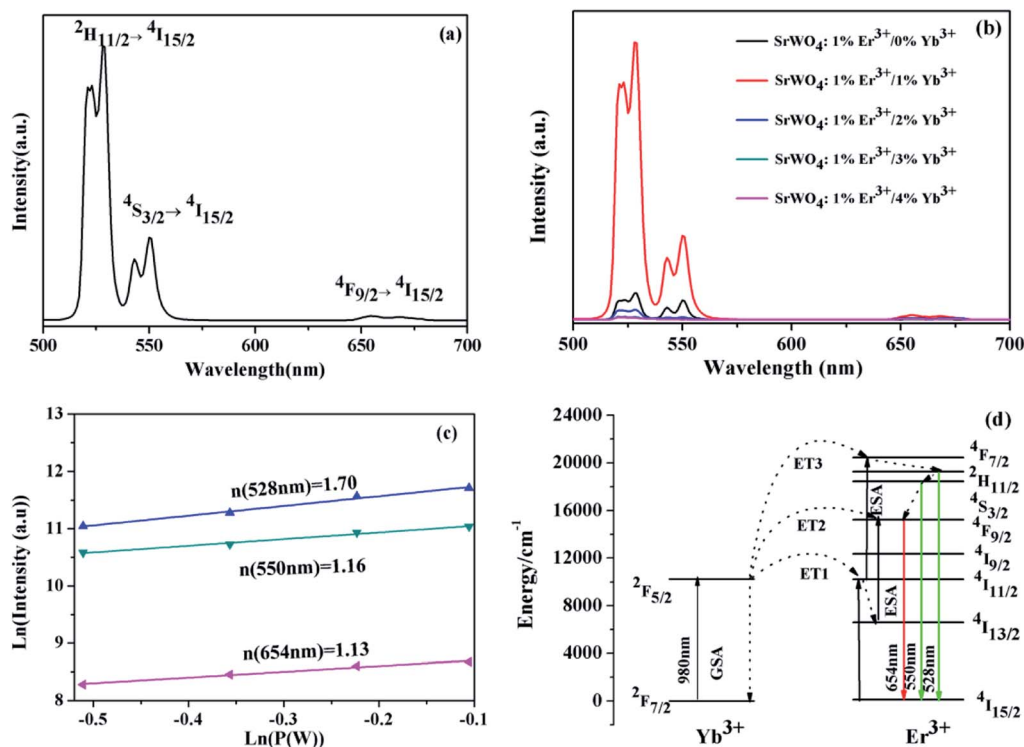 (a)
²H₁₁/₂→ ⁴I₁₅/₂
⁴S₃/₂→ ⁴I₁₅/₂
⁴F₉/₂→ ⁴I₁₅/₂
Intensity(a.u.)
500 550 600 650 700
Wavelength(nm)
(b)
SrWO₄: 1% Er³⁺/0% Yb³⁺
SrWO₄: 1% Er³⁺/1% Yb³⁺
SrWO₄: 1% Er³⁺/2% Yb³⁺
SrWO₄: 1% Er³⁺/3% Yb³⁺
SrWO₄: 1% Er³⁺/4% Yb³⁺
Intensity (a.u.)
500 550 600 650 700
Wavelength (nm)
(c)
13
12
11
10
9
8
Ln(Intensity (a.u)
n(528nm)=1.70
n(550nm)=1.16
n(654nm)=1.13
-0.5 -0.4 -0.3 -0.2 -0.1
Ln(P(W))
(d)
24000
20000
16000
12000
8000
4000
0
Energy/cm⁻¹
²F₅/₂
²F₇/₂
980nm
GSA
ET3
ET2
ET1
ESA
ESA
654nm
550nm
528nm
⁴F₇/₂
²H₁₁/₂
⁴S₃/₂
⁴F₉/₂
⁴I₉/₂
⁴I₁₁/₂
⁴I₁₃/₂
⁴I₁₅/₂
Yb³⁺ Er³⁺